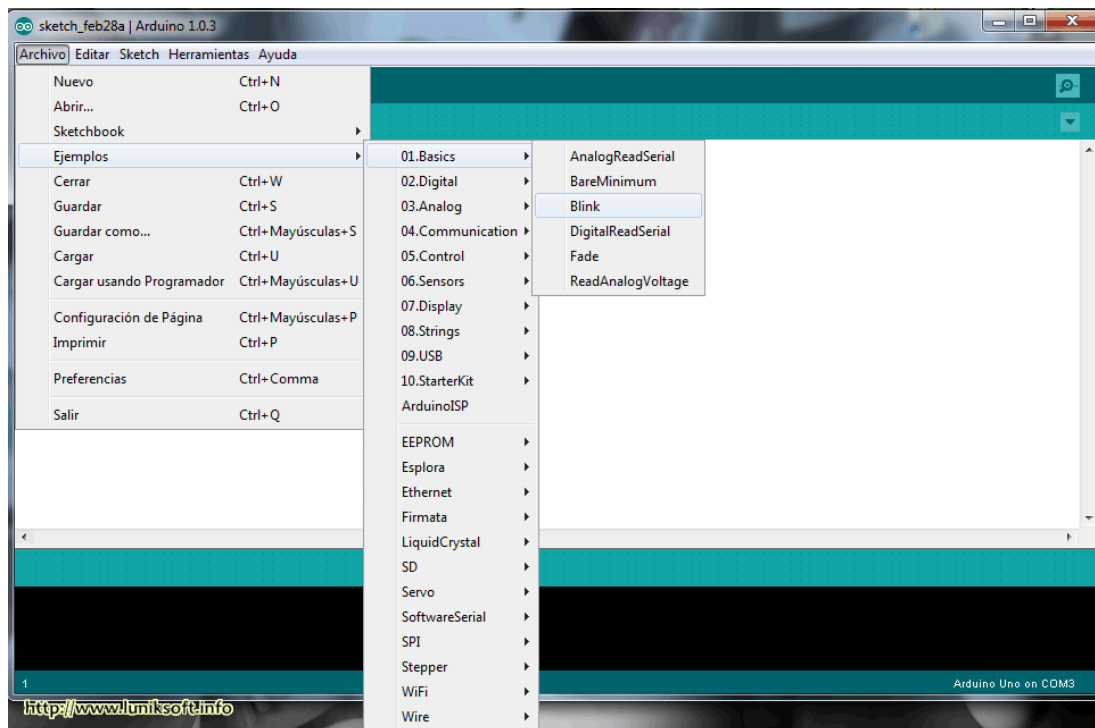 sketch_feb28a | Arduino 1.0.3
Archivo Editar Sketch Herramientas Ayuda
Nuevo Ctrl+N
Abrir... Ctrl+O
Sketchbook
Ejemplos
Cerrar Ctrl+W
Guardar Ctrl+S
Guardar como... Ctrl+Mayúsculas+S
Cargar Ctrl+U
Cargar usando Programador Ctrl+Mayúsculas+U
Configuración de Página Ctrl+Mayúsculas+P
Imprimir Ctrl+P
Preferencias Ctrl+Comma
Salir Ctrl+Q
01.Basics
02.Digital
03.Analog
04.Communication
05.Control
06.Sensors
07.Display
08.Strings
09.USB
10.StarterKit
ArduinoISP
EEPROM
Esplora
Ethernet
Firmata
LiquidCrystal
SD
Servo
SoftwareSerial
SPI
Stepper
WiFi
Wire
AnalogReadSerial
BareMinimum
Blink
DigitalReadSerial
Fade
ReadAnalogVoltage
1
Arduino Uno on COM3
http://www.luniksoft.info